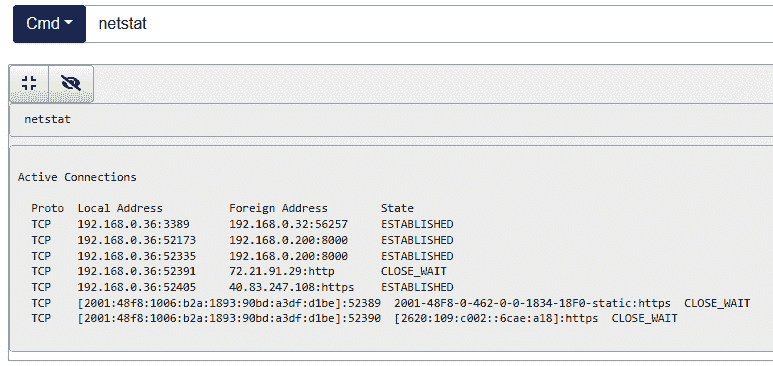 Cmd netstat
netstat
Active Connections
Proto Local Address Foreign Address State
TCP 192.168.0.36:3389 192.168.0.32:56257 ESTABLISHED
TCP 192.168.0.36:52173 192.168.0.200:8000 ESTABLISHED
TCP 192.168.0.36:52335 192.168.0.200:8000 ESTABLISHED
TCP 192.168.0.36:52391 72.21.91.29:http CLOSE_WAIT
TCP 192.168.0.36:52405 40.83.247.108:https ESTABLISHED
TCP [2001:48f8:1006:b2a:1893:90bd:a3df:d1be]:52389 2001-48F8-0-462-0-0-1834-18F0-static:https CLOSE_WAIT
TCP [2001:48f8:1006:b2a:1893:90bd:a3df:d1be]:52390 [2620:109:c002::6cae:a18]:https CLOSE_WAIT